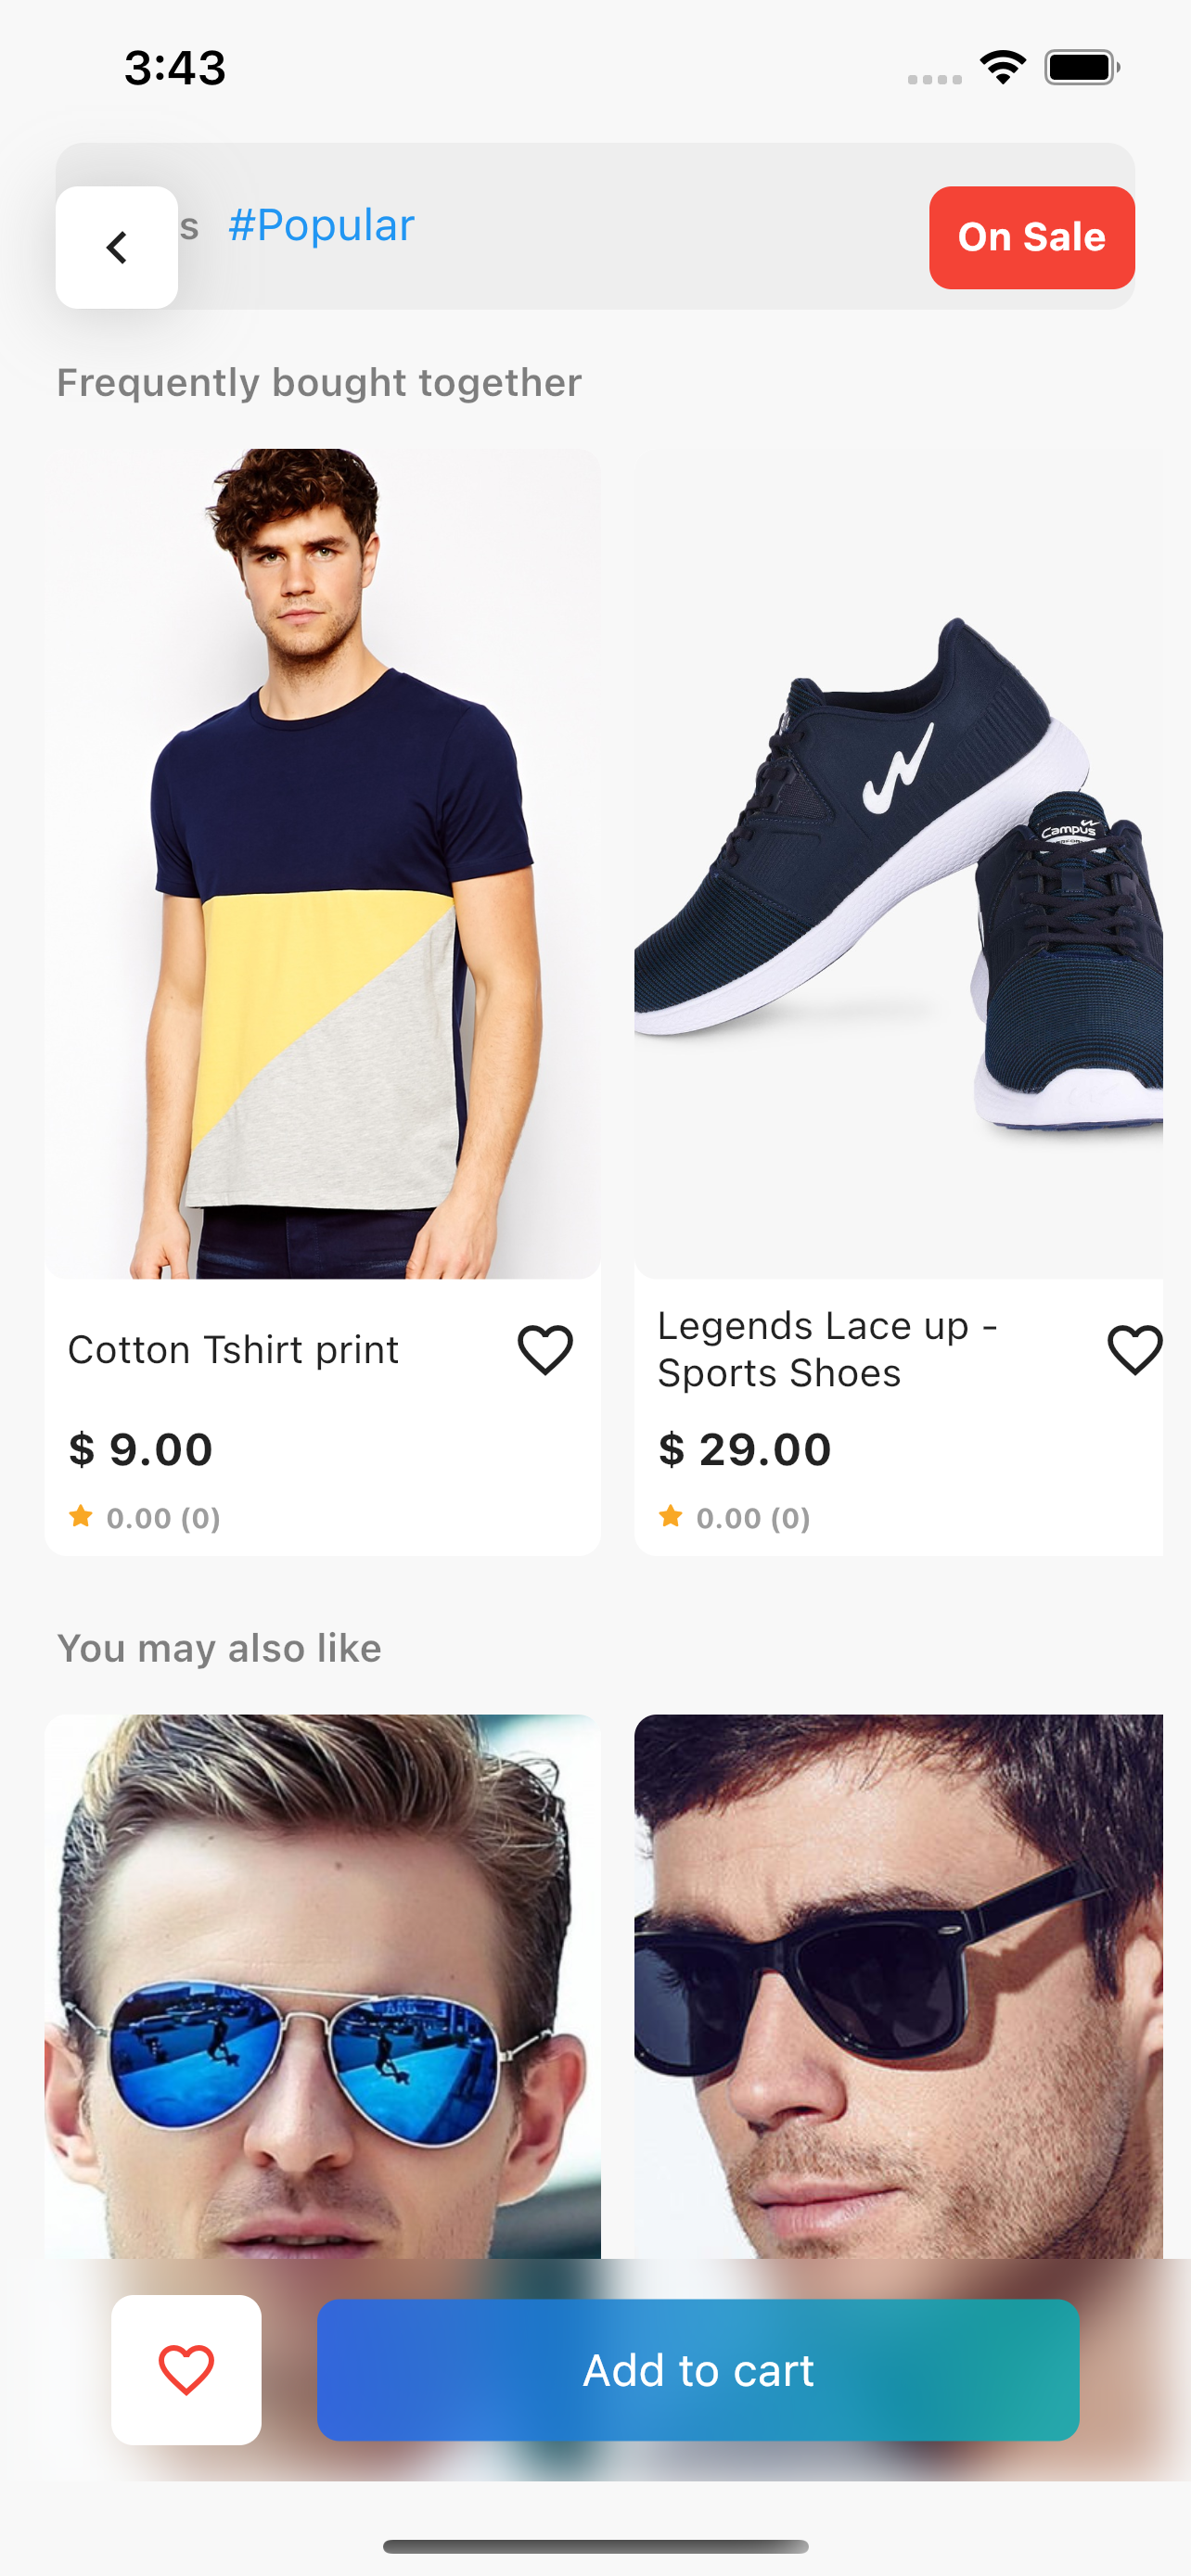 3:43
s #Popular
On Sale
Frequently bought together
Campus
Cotton Tshirt print
$ 9.00
0.00 (0)
Legends Lace up -
Sports Shoes
$ 29.00
0.00 (0)
You may also like
Add to cart